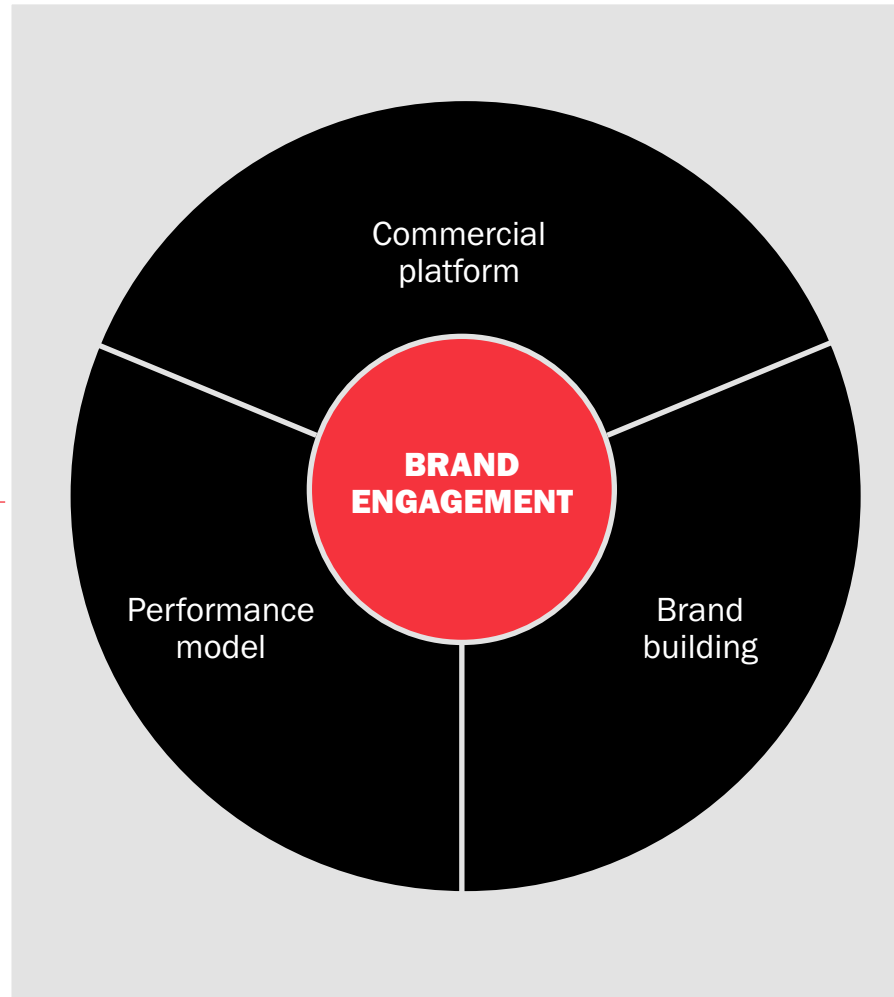 Commercial
platform
BRAND
ENGAGEMENT
Performance
model
Brand
building